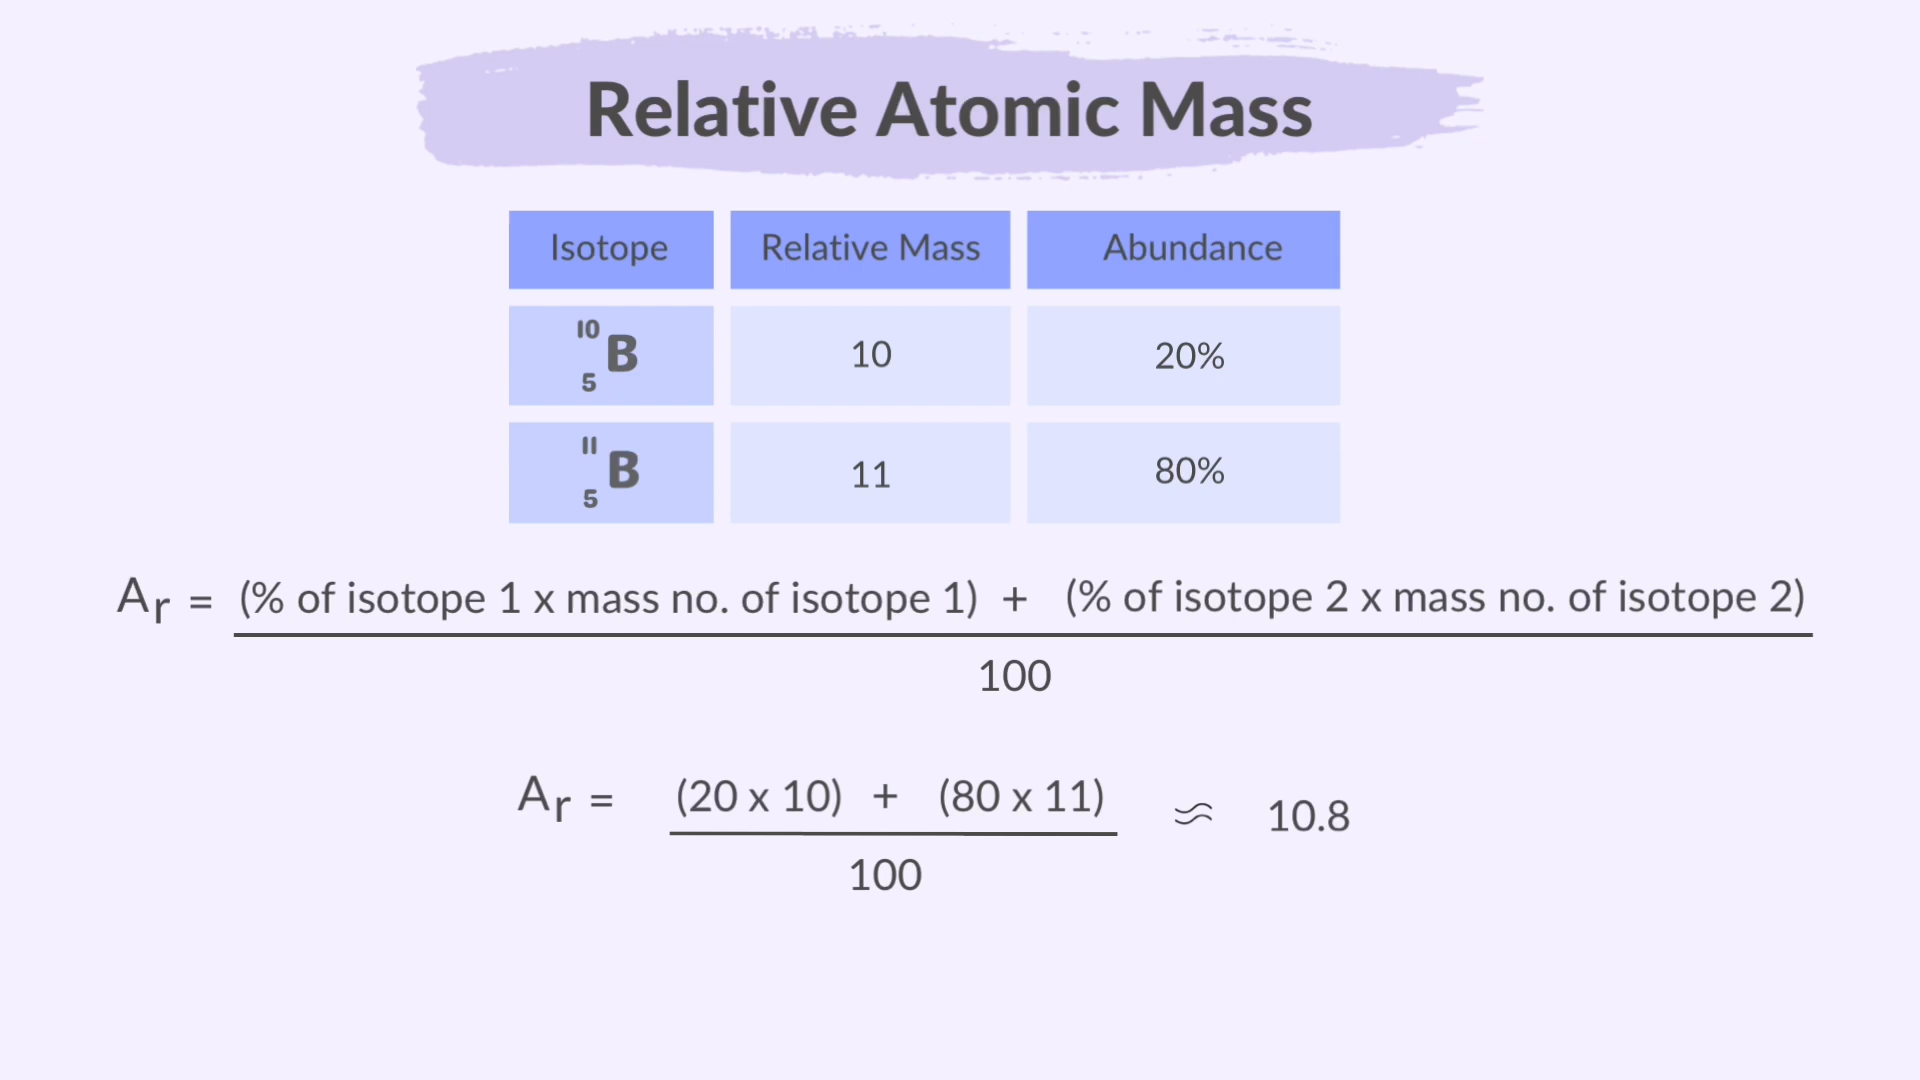 Relative Atomic Mass
Isotope Relative Mass Abundance
10
5 B 10 20%
11
5 B 11 80%
Ar = (% of isotope 1 x mass no. of isotope 1) + (% of isotope 2 x mass no. of isotope 2)
100
Ar = (20 x 10) + (80 x 11) ≈ 10.8
100